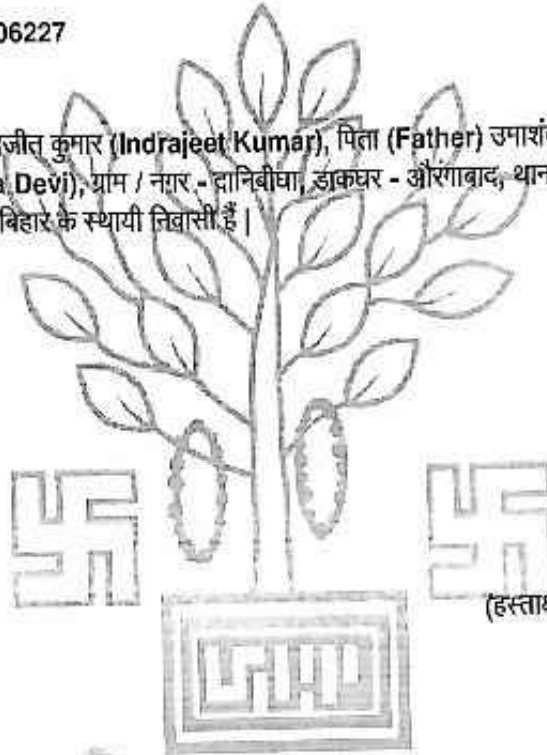 06227
जीत कुमार (Indrajeet Kumar), पिता (Father) उमाशं
Devi), ग्राम / नगर - दानिबीघा, डाकघर - औरंगाबाद, थान
बिहार के स्थायी निवासी हैं |
(हस्ताक्ष